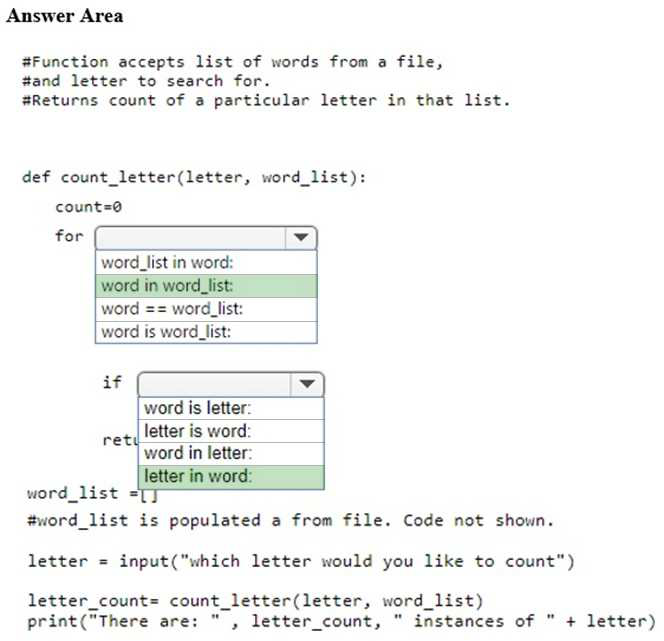 Answer Area
#Function accepts list of words from a file,
#and letter to search for.
#Returns count of a particular letter in that list.
def count_letter(letter, word_list):
count=0
for
word_list in word:
word in word_list:
word == word_list:
word is word_list:
if
word is letter:
letter is word:
word in letter:
letter in word:
word_list =[]
#word_list is populated a from file. Code not shown.
letter = input("which letter would you like to count")
letter_count= count_letter(letter, word_list)
print("There are: " , letter_count, " instances of " + letter)